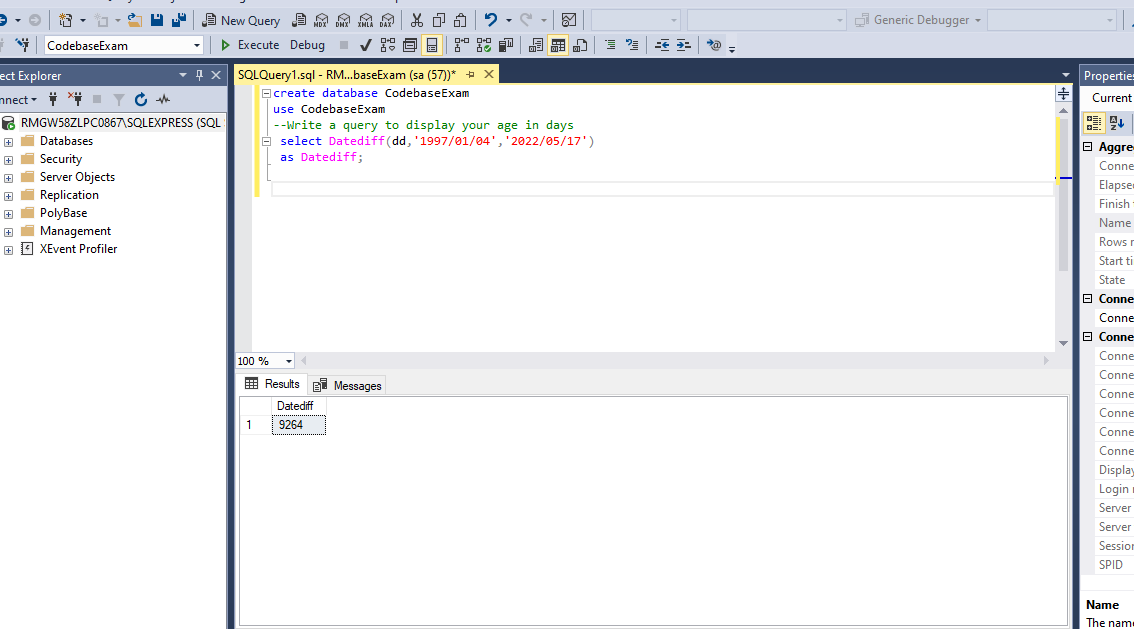 New Query
MDX
DMX
XMLA
DAX
Generic Debugger
CodebaseExam
Execute
Debug
ect Explorer
nnect
RMGW58ZLPC0867\SQLEXPRESS (SQL
Databases
Security
Server Objects
Replication
PolyBase
Management
XEvent Profiler
SQLQuery1.sql - RM...baseExam (sa (57))*
create database CodebaseExam
use CodebaseExam
--Write a query to display your age in days
select Datediff(dd,'1997/01/04','2022/05/17')
as Datediff;
100 %
Results
Messages
Datediff
1 9264
Properties
Current
Aggre
Conne
Elapse
Finish
Name
Rows r
Start ti
State
Conne
Conne
Conne
Conne
Conne
Conne
Conne
Conne
Conne
Display
Login
Server
Server
Session
SPID
Name
The name